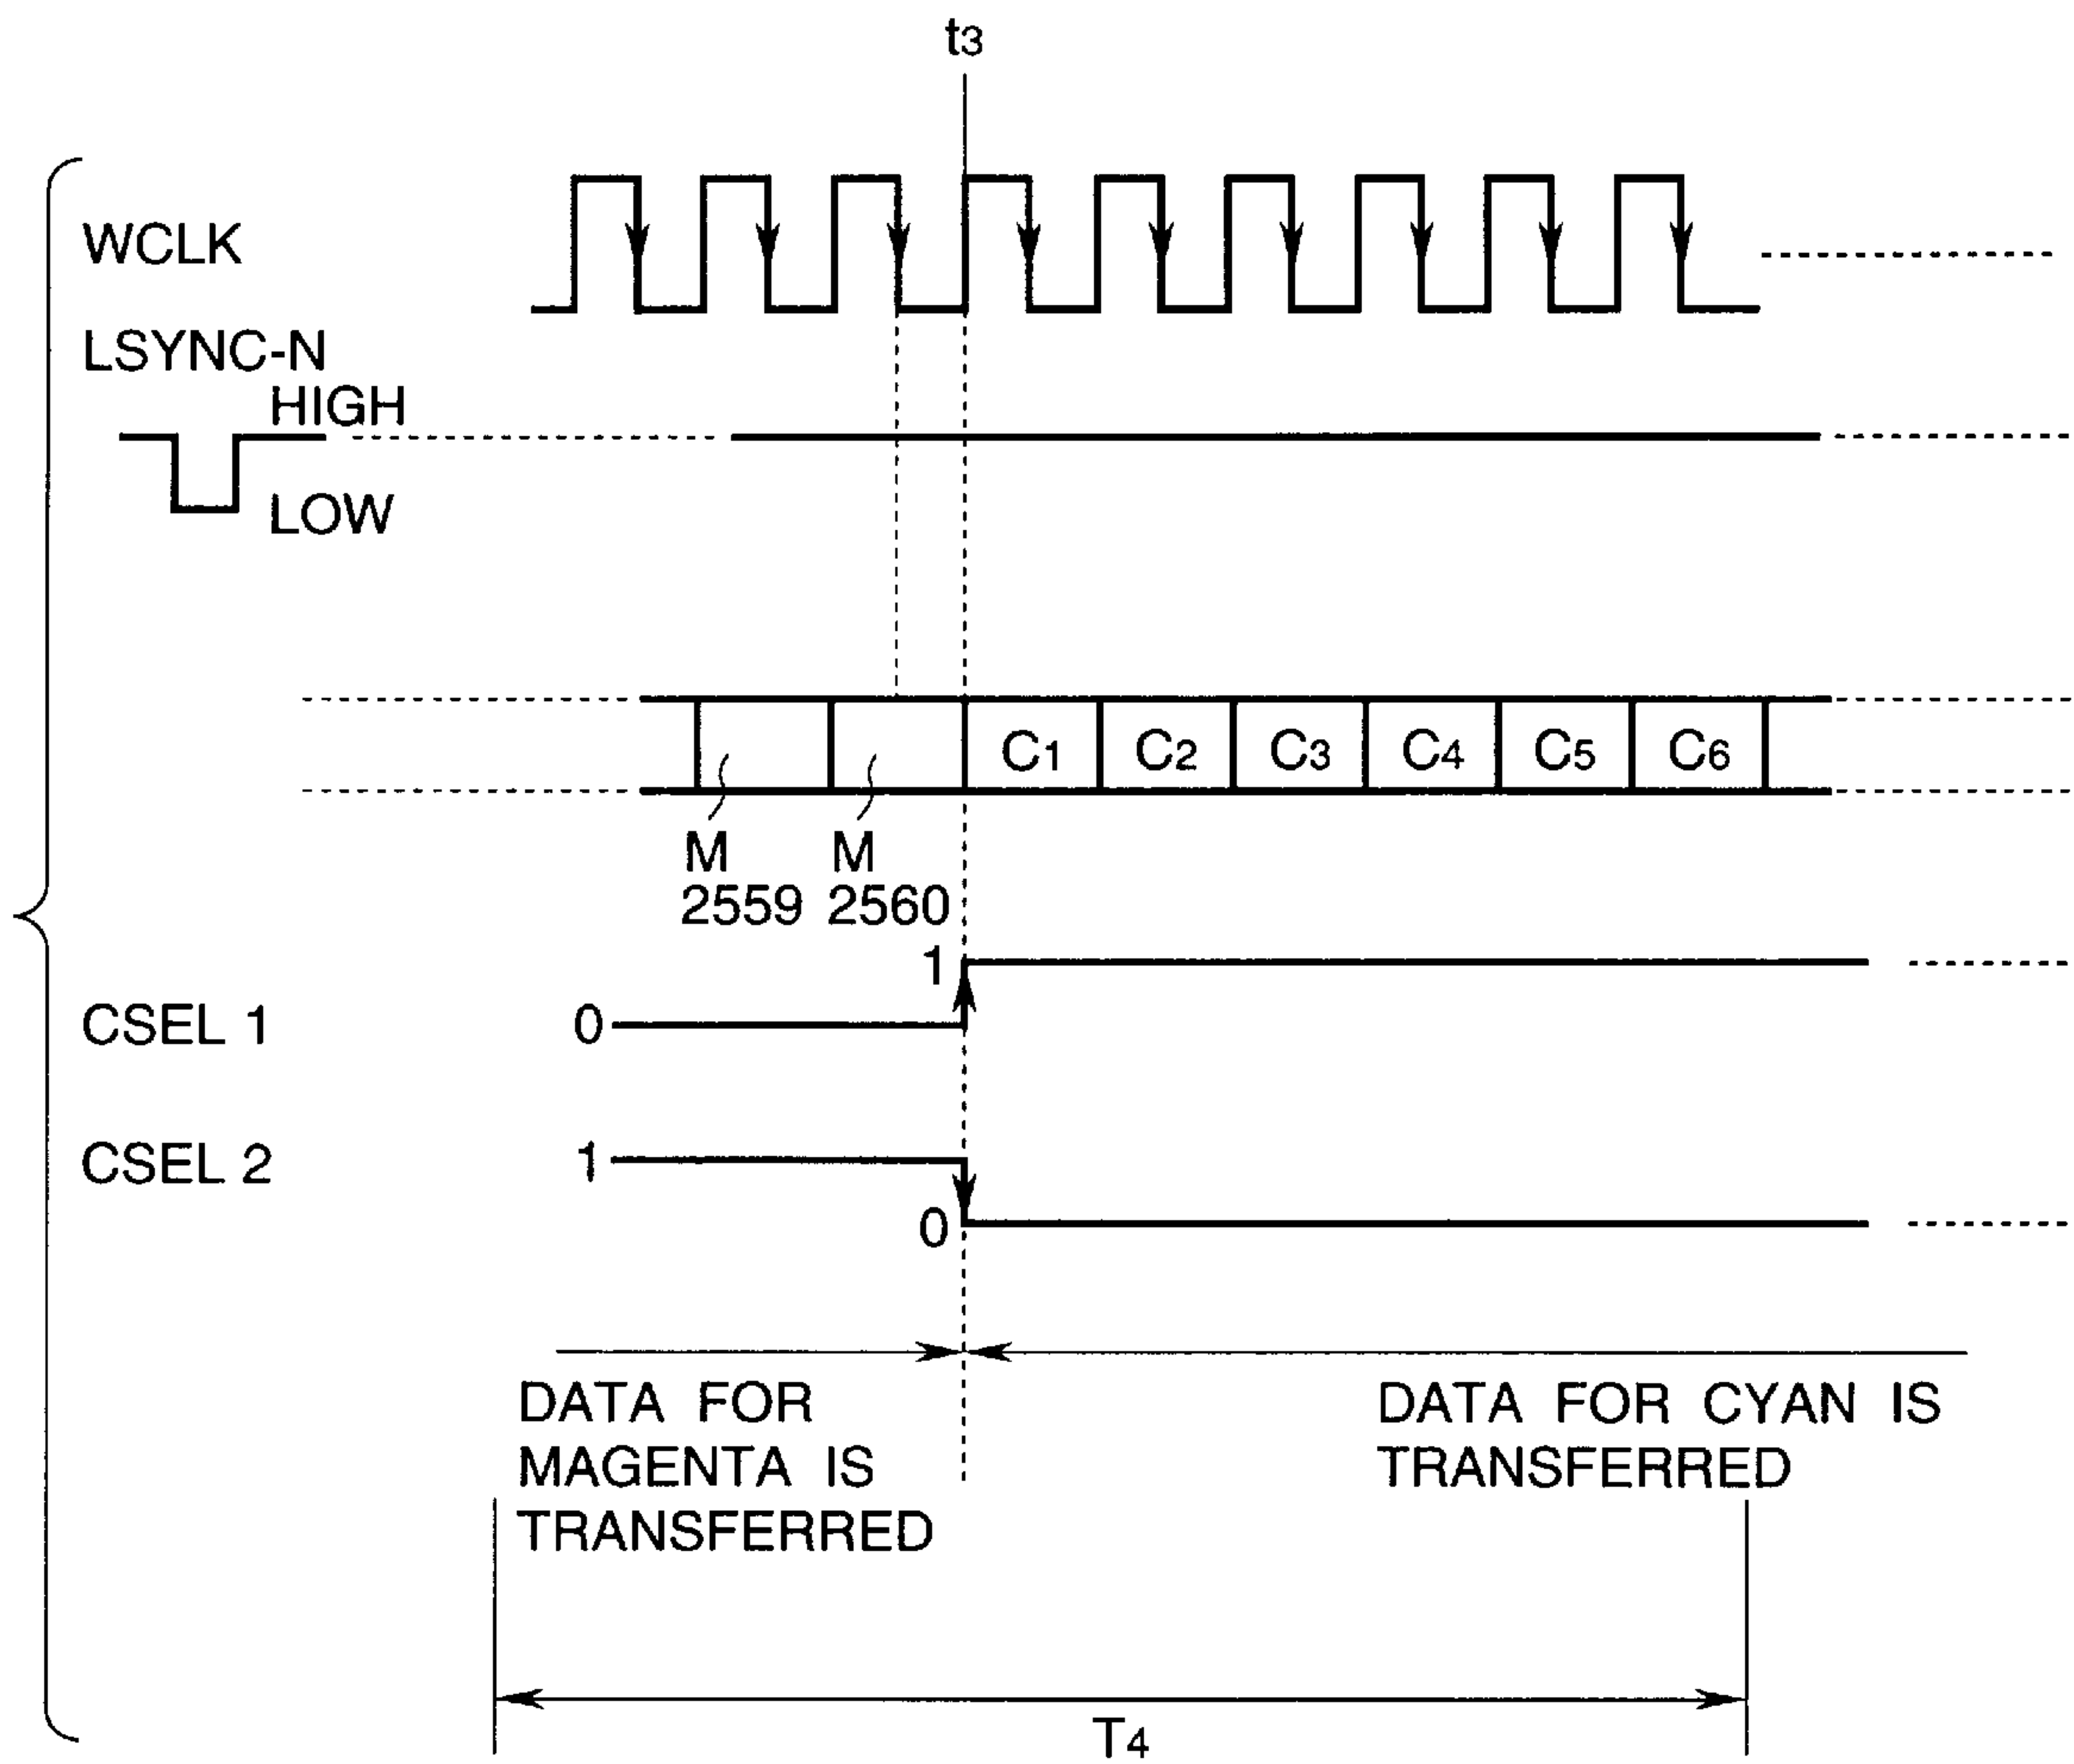 t3
WCLK
LSYNC-N
HIGH
LOW
C1 C2 C3 C4 C5 C6
M M
2559 2560
1
CSEL 1 0
CSEL 2 1
0
DATA FOR MAGENTA IS TRANSFERRED
DATA FOR CYAN IS TRANSFERRED
T4